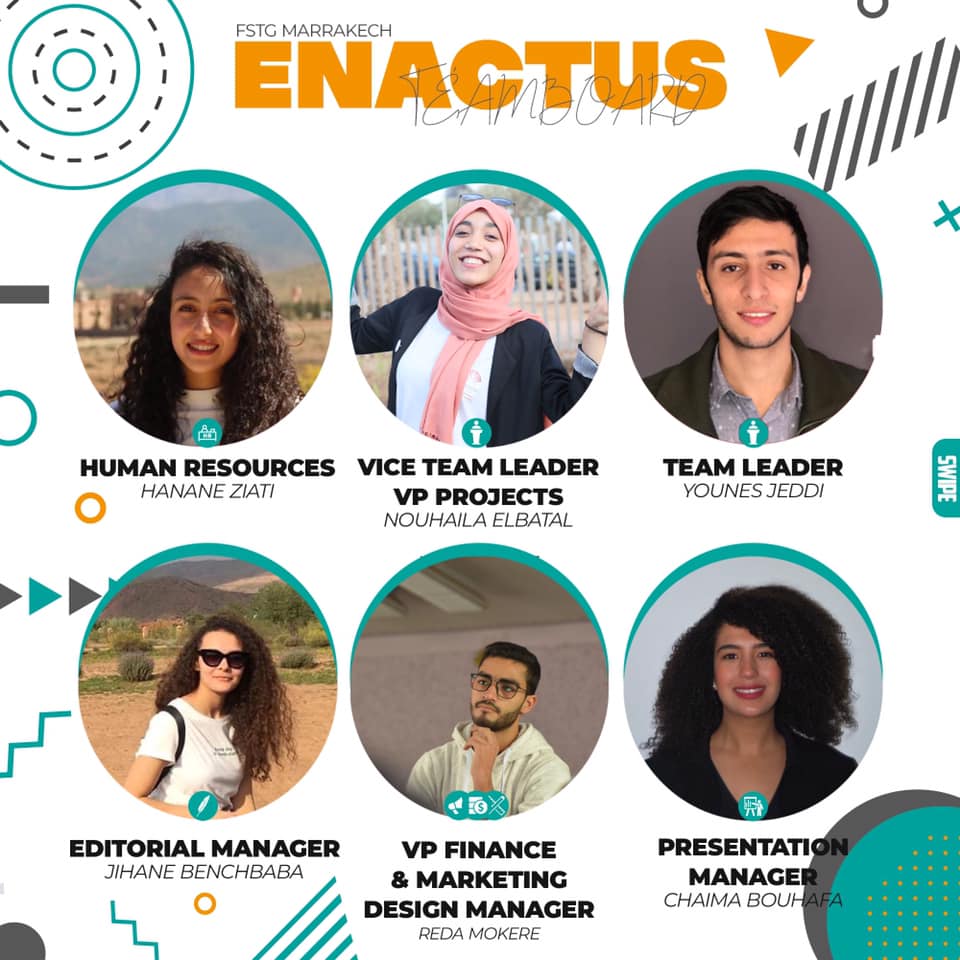 FSTG MARRAKECH
ENACTUS
TEAMBOARD
HUMAN RESOURCES
HANANE ZIATI
VICE TEAM LEADER
VP PROJECTS
NOUHAILA ELBATAL
TEAM LEADER
YOUNES JEDDI
SWIPE
EDITORIAL MANAGER
JIHANE BENCHBABA
VP FINANCE
& MARKETING
DESIGN MANAGER
REDA MOKERE
PRESENTATION
MANAGER
CHAIMA BOUHAFA